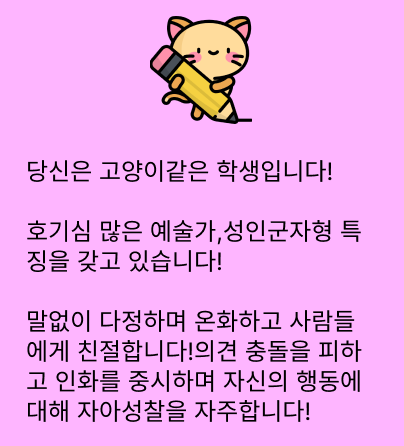 당신은 고양이같은 학생입니다!
호기심 많은 예술가,성인군자형 특
징을 갖고 있습니다!
말없이 다정하며 온화하고 사람들
에게 친절합니다!의견 충돌을 피하
고 인화를 중시하며 자신의 행동에
대해 자아성찰을 자주합니다!